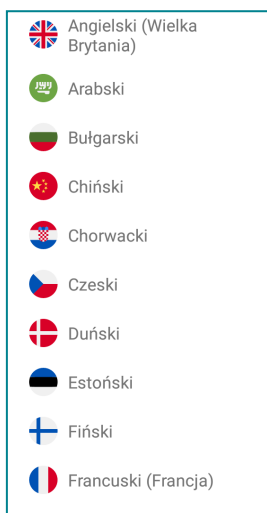 Angielski (Wielka
Brytania)
Arabski
Bułgarski
Chiński
Chorwacki
Czeski
Duński
Estoński
Fiński
Francuski (Francja)